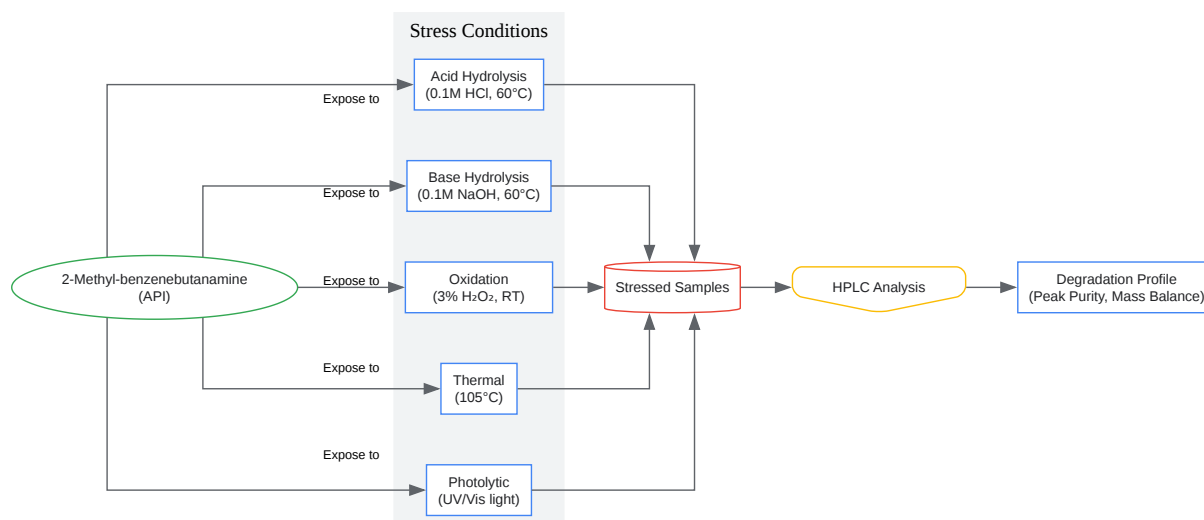 Stress Conditions
Acid Hydrolysis
(0.1M HCl, 60°C)
Expose to
Base Hydrolysis
(0.1M NaOH, 60°C)
Expose to
2-Methyl-benzenebutanamine
(API)
Expose to
Oxidation
(3% H₂O₂, RT)
Stressed Samples
HPLC Analysis
Degradation Profile
(Peak Purity, Mass Balance)
Expose to
Thermal
(105°C)
Expose to
Photolytic
(UV/Vis light)